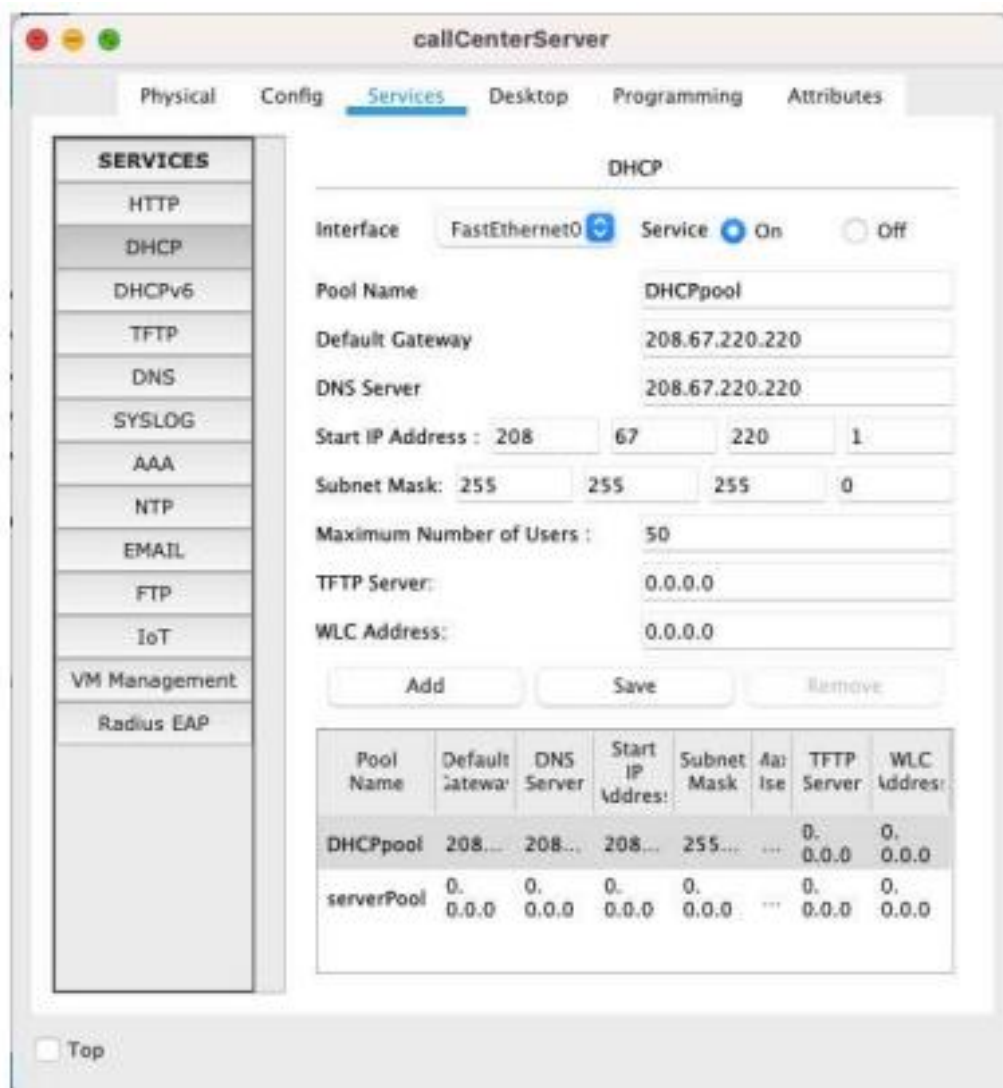 callCenterServer
Physical Config Services Desktop Programming Attributes
SERVICES
HTTP
DHCP
DHCPv6
TFTP
DNS
SYSLOG
AAA
NTP
EMAIL
FTP
IoT
VM Management
Radius EAP
DHCP
Interface FastEthernet0 Service On Off
Pool Name DHCPpool
Default Gateway 208.67.220.220
DNS Server 208.67.220.220
Start IP Address : 208 67 220 1
Subnet Mask: 255 255 255 0
Maximum Number of Users : 50
TFTP Server: 0.0.0.0
WLC Address: 0.0.0.0
Add Save Remove
Pool Name Default DNS Server Start IP Subnet Mask TFTP Server WLC
DHCPpool 208... 208... 208... 255... ... 0.0.0.0 0.0.0.0
serverPool 0.0.0.0 0.0.0.0 0.0.0.0 0.0.0.0 ... 0.0.0.0 0.0.0.0
Top